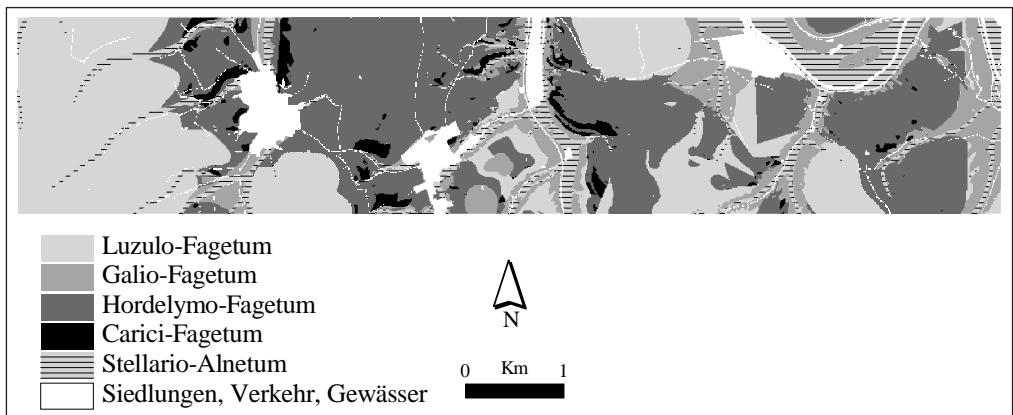 Luzulo-Fagetum
Galio-Fagetum
Hordelymo-Fagetum
Carici-Fagetum
Stellario-Alnetum
Siedlungen, Verkehr, Gewässer
N
0 Km 1